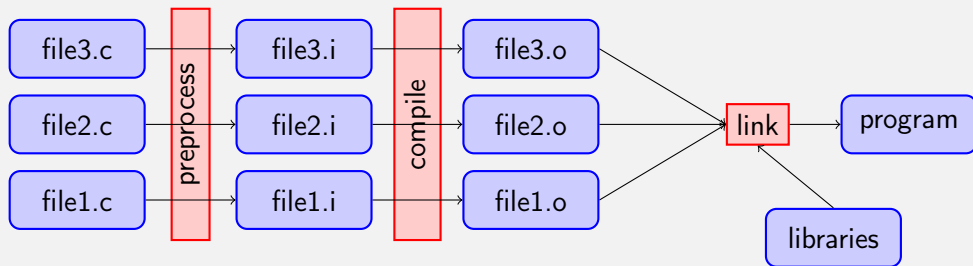 file3.c
file3.i
file3.o
file2.c
preprocess
file2.i
compile
file2.o
link
program
file1.c
file1.i
file1.o
libraries